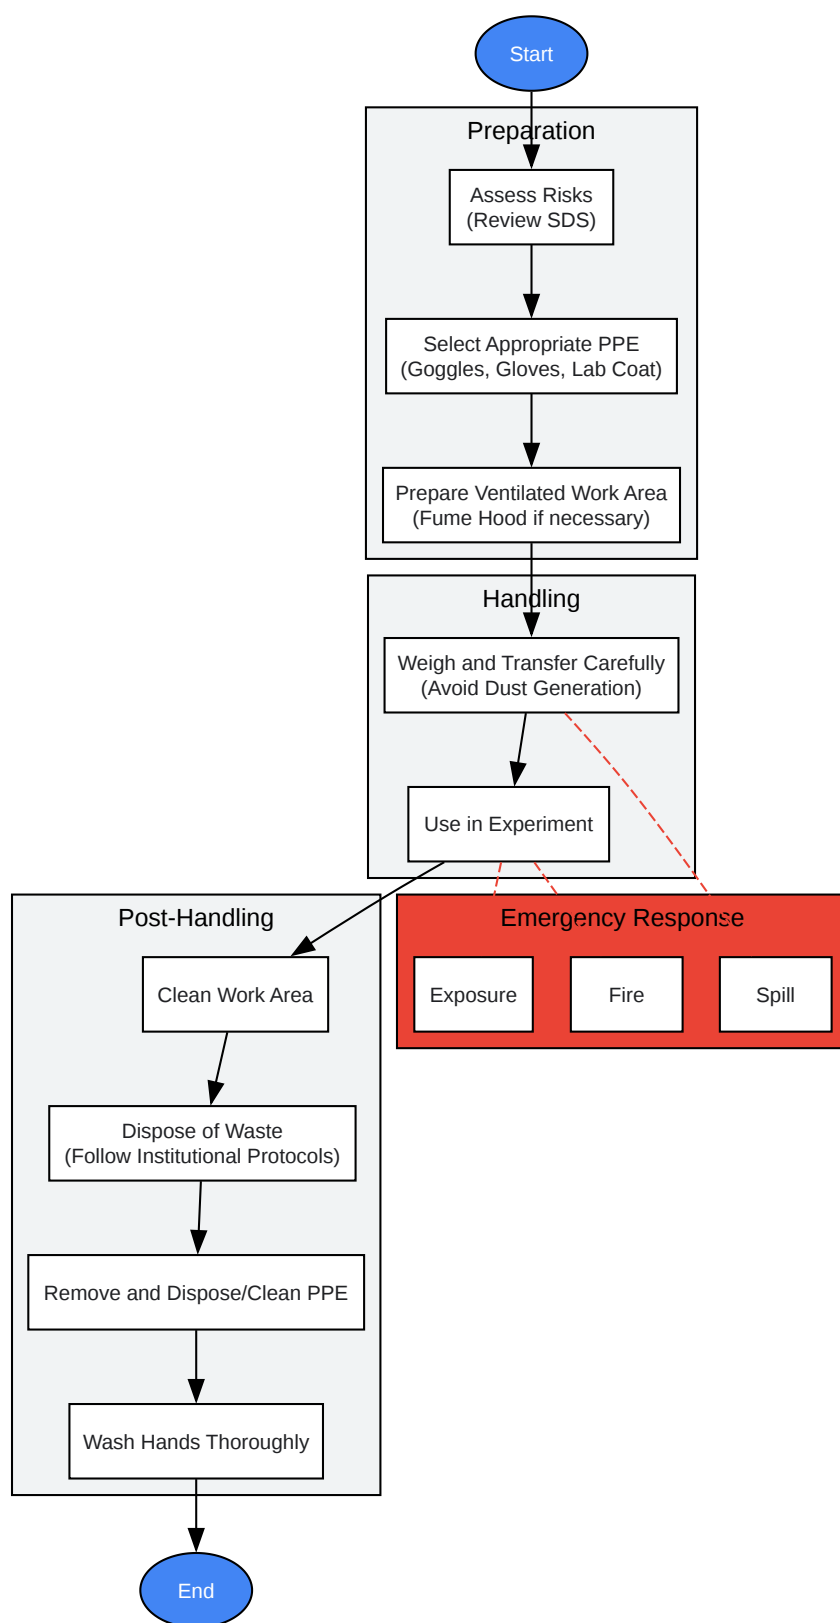 Start
Preparation
Assess Risks
(Review SDS)
Select Appropriate PPE
(Goggles, Gloves, Lab Coat)
Prepare Ventilated Work Area
(Fume Hood if necessary)
Handling
Weigh and Transfer Carefully
(Avoid Dust Generation)
Use in Experiment
Post-Handling
Clean Work Area
Dispose of Waste
(Follow Institutional Protocols)
Remove and Dispose/Clean PPE
Wash Hands Thoroughly
Emergency Response
Exposure
Fire
Spill
End